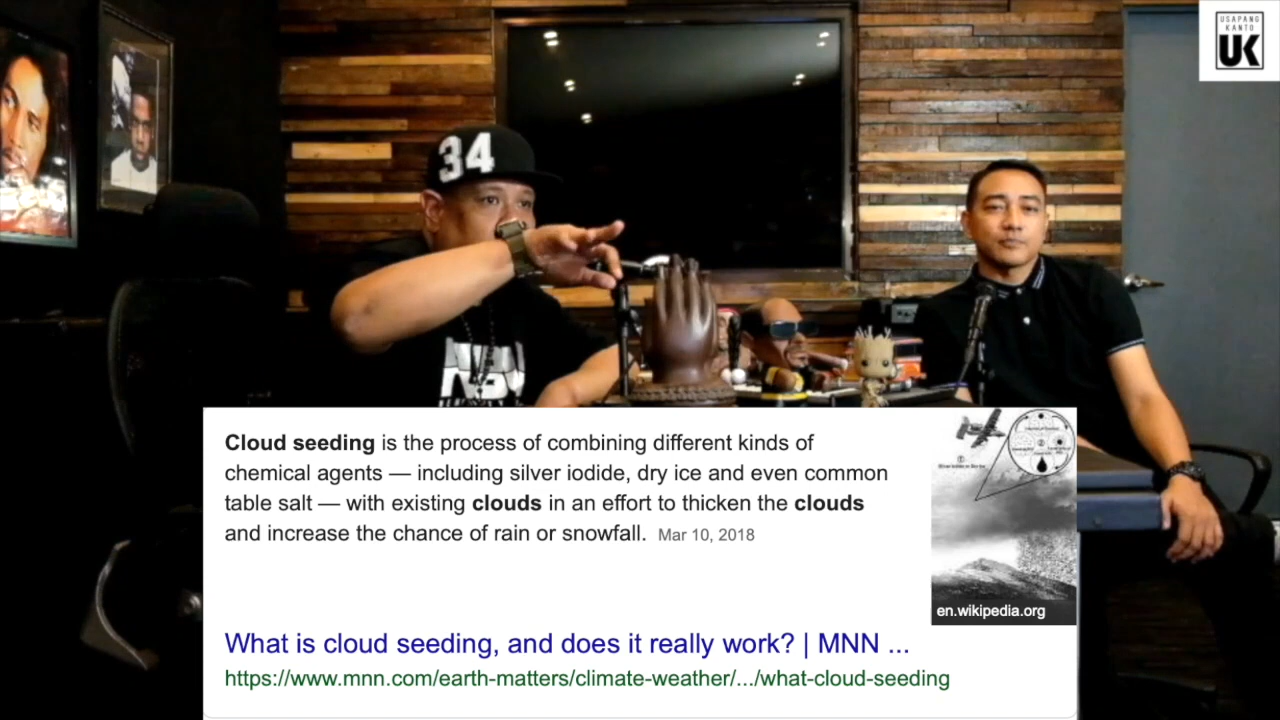 USAPANG
KANTO
UK
34
Cloud seeding is the process of combining different kinds of
chemical agents — including silver iodide, dry ice and even common
table salt — with existing clouds in an effort to thicken the clouds
and increase the chance of rain or snowfall. Mar 10, 2018
en.wikipedia.org
What is cloud seeding, and does it really work? | MNN ...
https://www.mnn.com/earth-matters/climate-weather/.../what-cloud-seeding